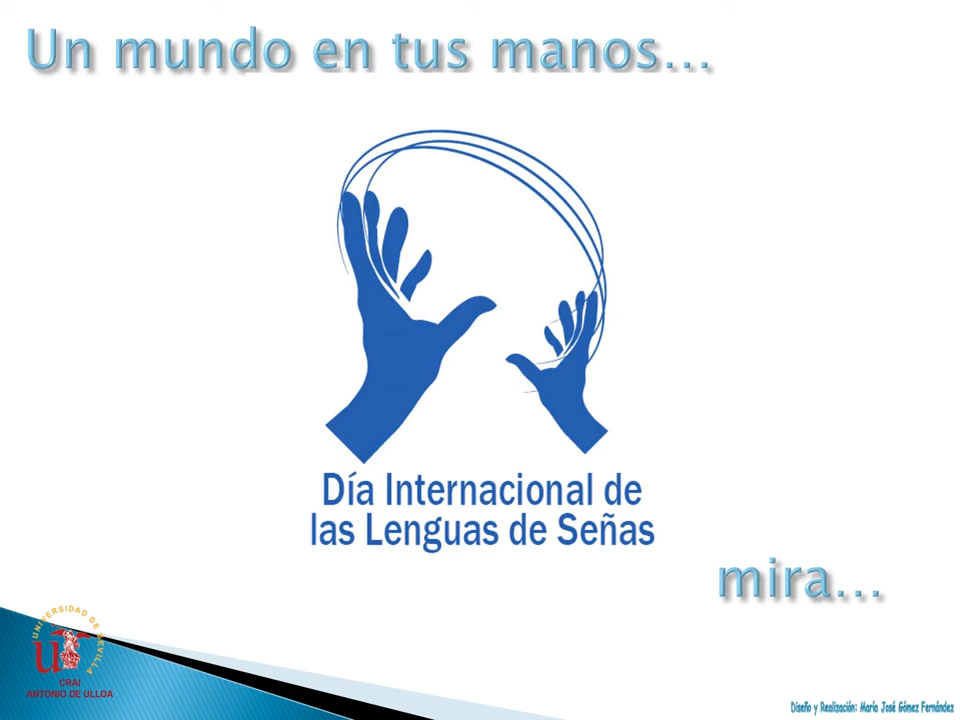 Un mundo en tus manos...
Día Internacional de
las Lenguas de Señas
mira...
UNIVERSIDAD DE SEVILLA
CRAI
ANTONIO DE ULLOA
Diseño y Realización: María José Gómez Fernández